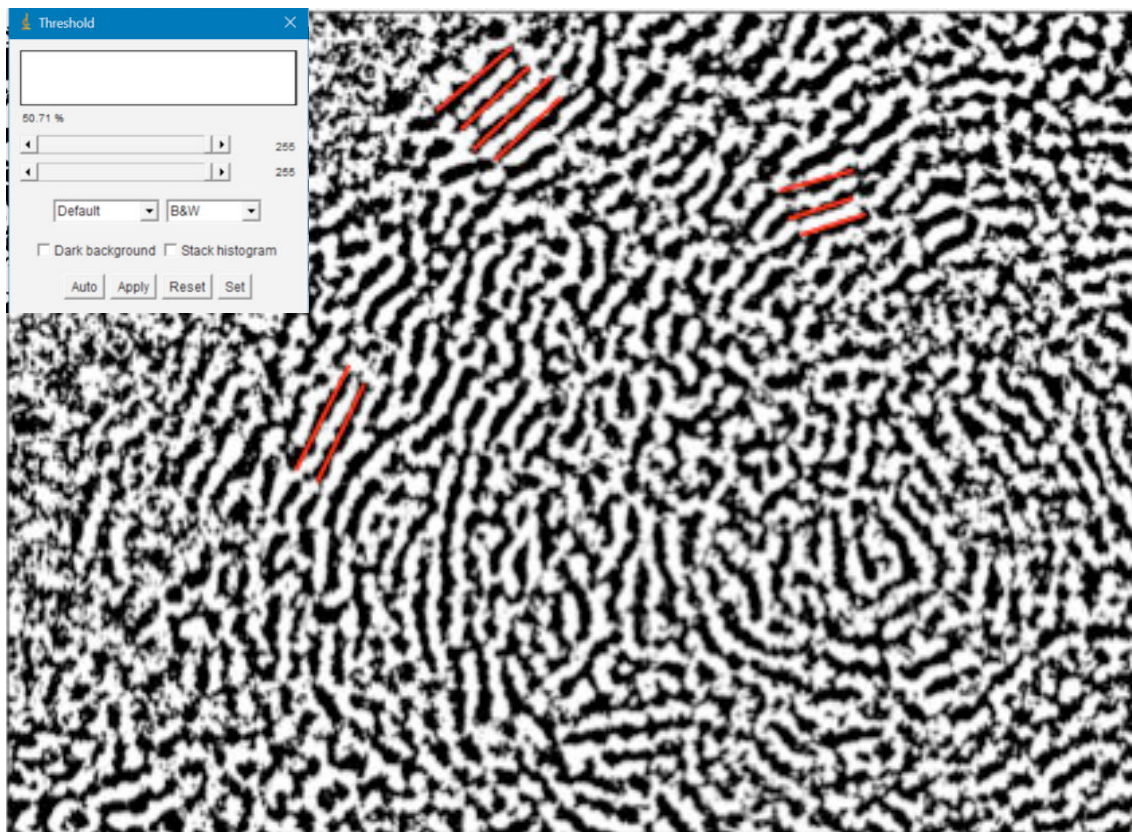 Threshold
50.71 %
255
255
Default B&W
Dark background Stack histogram
Auto Apply Reset Set